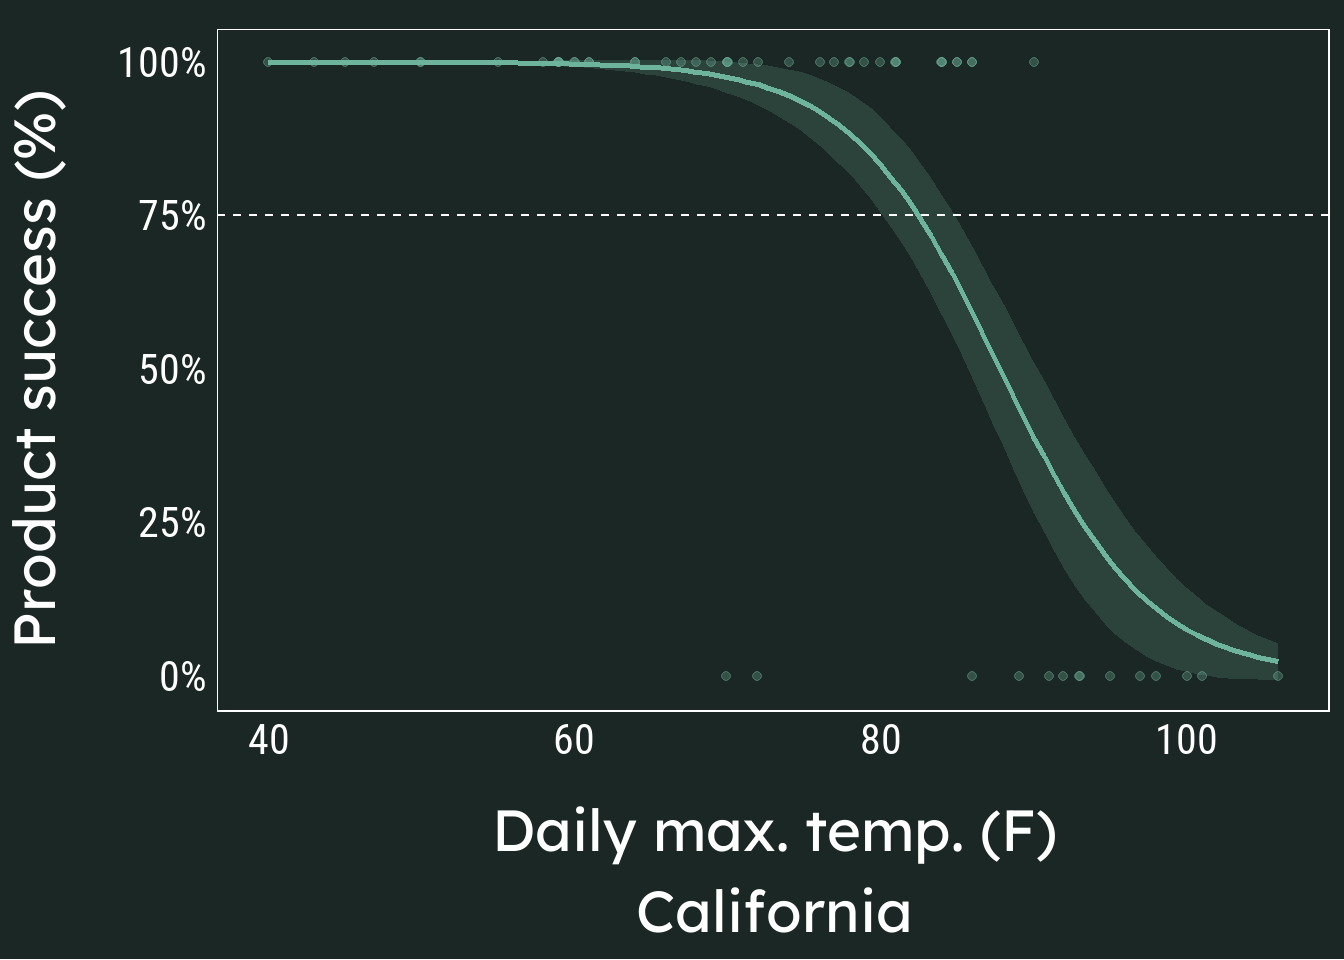 Product success (%)
100%
75%
50%
25%
0%
40 60 80 100
Daily max. temp. (F)
California